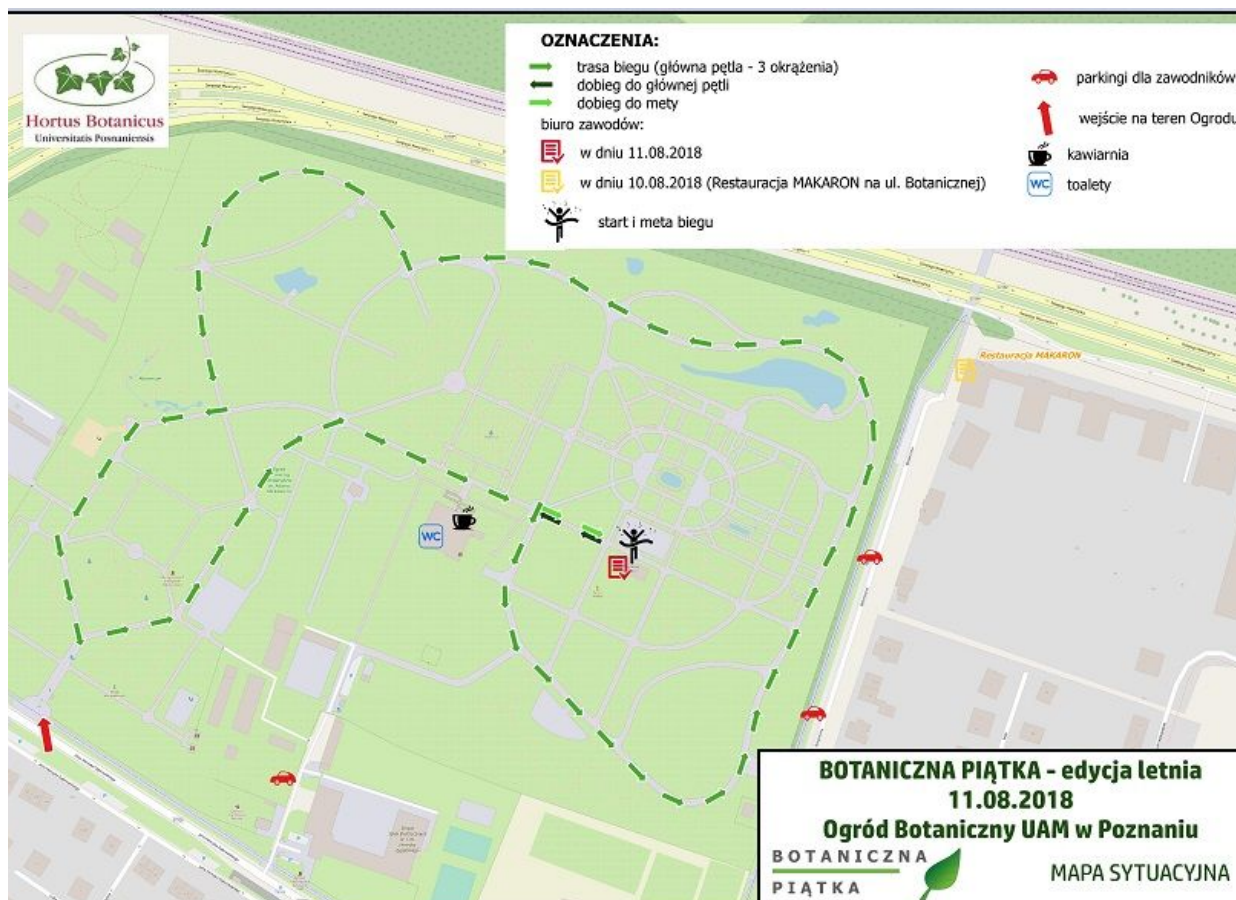 Hortus Botanicus
Universitatis Posnaniensis
OZNACZENIA:
trasa biegu (główna pętla - 3 okrążenia)
dobieg do głównej pętli
dobieg do mety
biuro zawodów:
w dniu 11.08.2018
w dniu 10.08.2018 (Restauracja MAKARON na ul. Botanicznej)
start i meta biegu
parkingi dla zawodników
wejście na teren Ogrodu
kawiarnia
WC
toalety
Restauracja MAKARON
WC
BOTANICZNA PIĄTKA - edycja letnia
11.08.2018
Ogród Botaniczny UAM w Poznaniu
BOTANICZNA
PIĄTKA
MAPA SYTUACYJNA